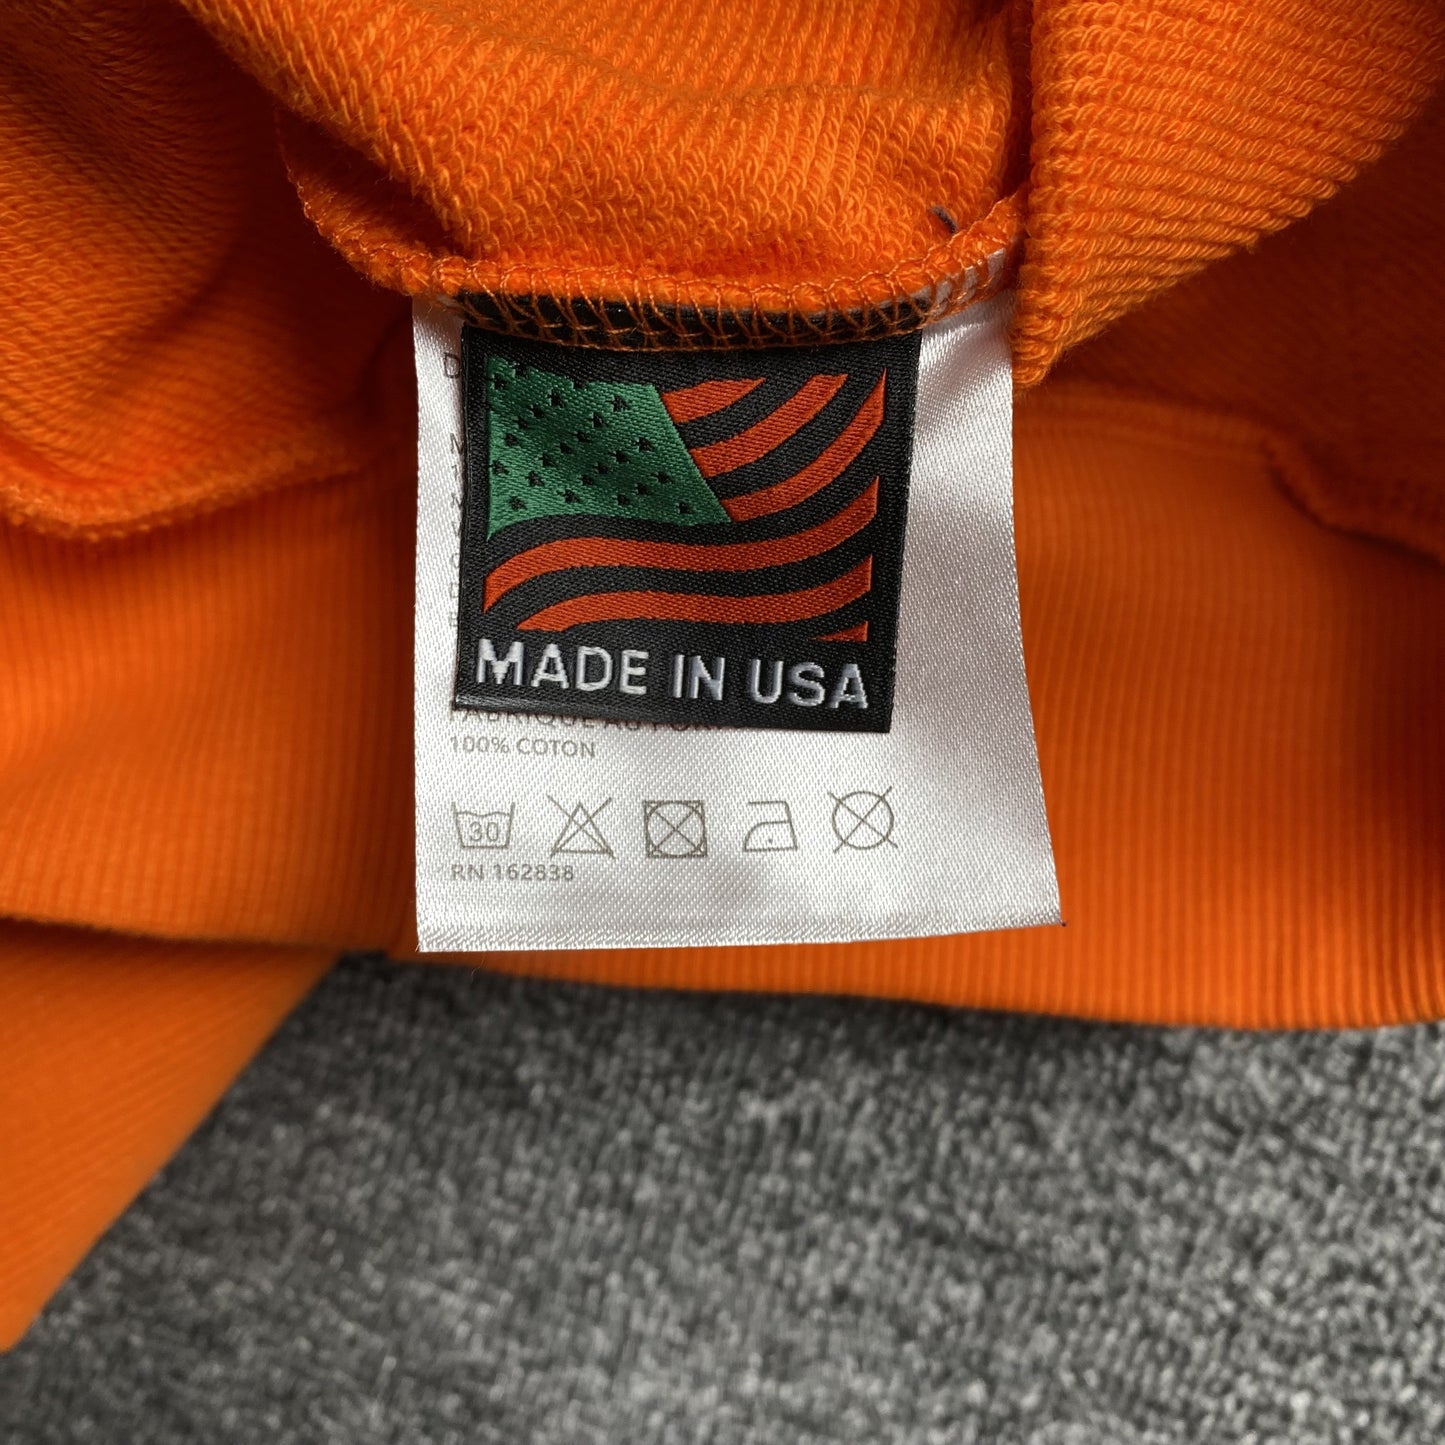 MADE IN USA
100% COTON
30
RN 162838